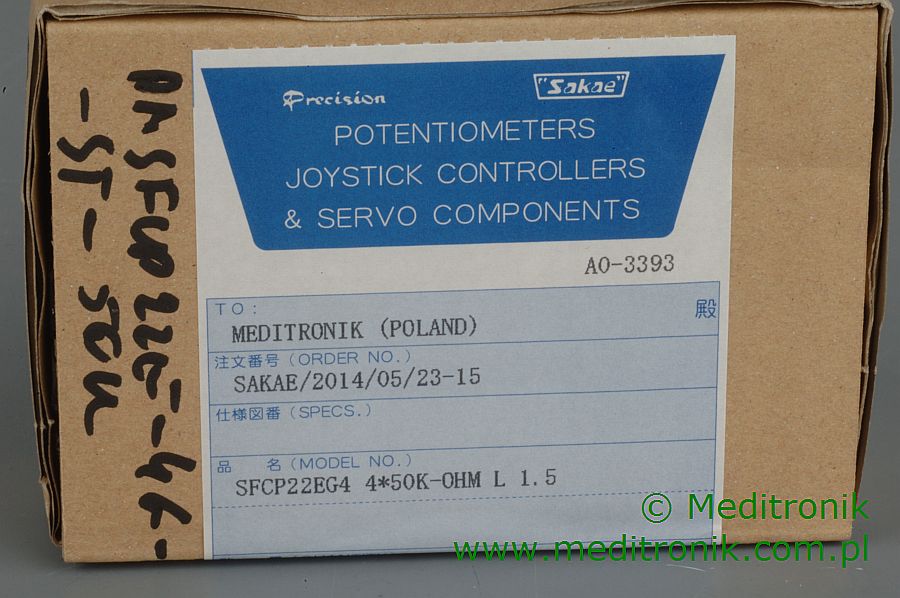 Precision
"Sakae"
POTENTIOMETERS
JOYSTICK CONTROLLERS
& SERVO COMPONENTS
AO-3393
TO:
MEDITRONIK (POLAND)
殿
注文番号 (ORDER NO.)
SAKAE/2014/05/23-15
仕様図番 (SPECS.)
品 名 (MODEL NO.)
SFCP22EG4 4*50K-OHM L 1.5
© Meditronik
www.meditronik.com.pl